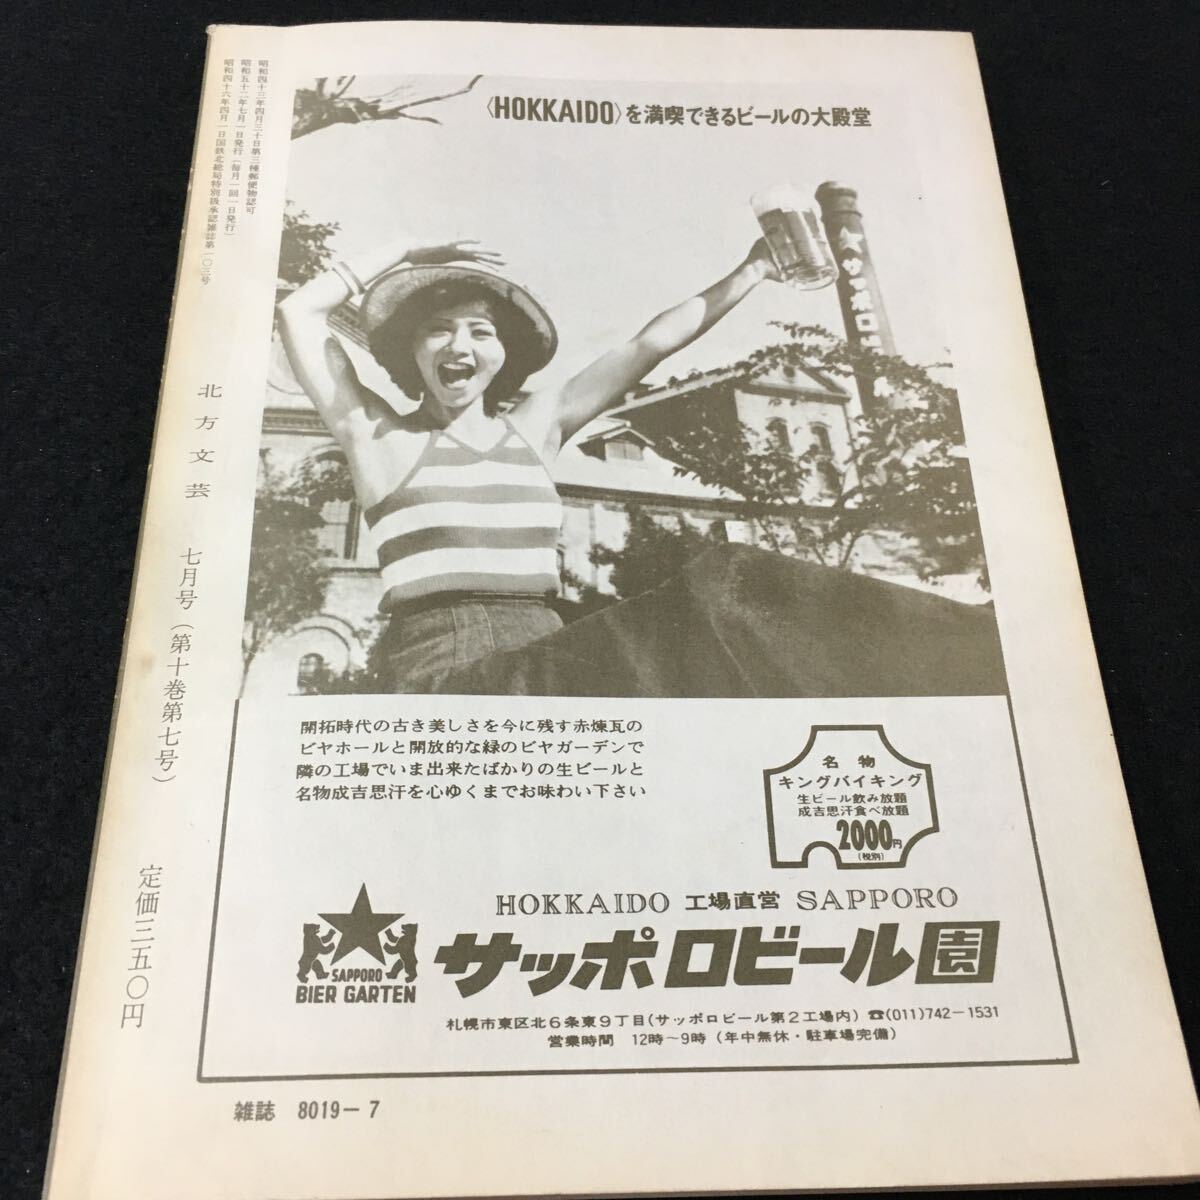 昭和四十三年四月三十日第三種郵便物認可
昭和五十二年七月一日発行(毎月一回一日発行)
昭和四十六年四月一日国鉄北総局特別扱承認雑誌第一〇三号
北方文芸 七月号(第十巻第七号)
定価三五〇円
〈HOKKAIDO〉を満喫できるビールの大殿堂
サッポロ
開拓時代の古き美しさを今に残す赤煉瓦の
ビヤホールと開放的な緑のビヤガーデンで
隣の工場でいま出来たばかりの生ビールと
名物成吉思汗を心ゆくまでお味わい下さい
名物
キングバイキング
生ビール飲み放題
成吉思汗食べ放題
2000円
(税別)
HOKKAIDO 工場直営 SAPPORO
SAPPORO
BIER GARTEN
サッポロビール園
札幌市東区北6条東9丁目(サッポロビール第2工場内) ☎(011)742-1531
営業時間 12時〜9時(年中無休・駐車場完備)
雑誌 8019-7